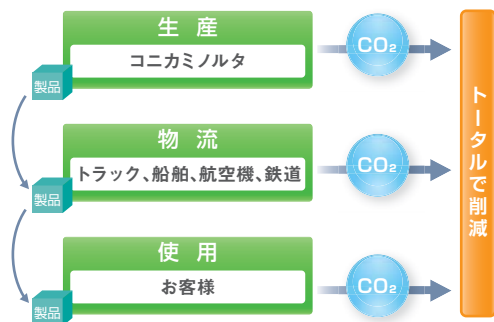 生産
コニカミノルタ
製品
CO₂
物流
トラック、船舶、航空機、鉄道
製品
CO₂
使用
お客様
製品
CO₂
トータルで削減